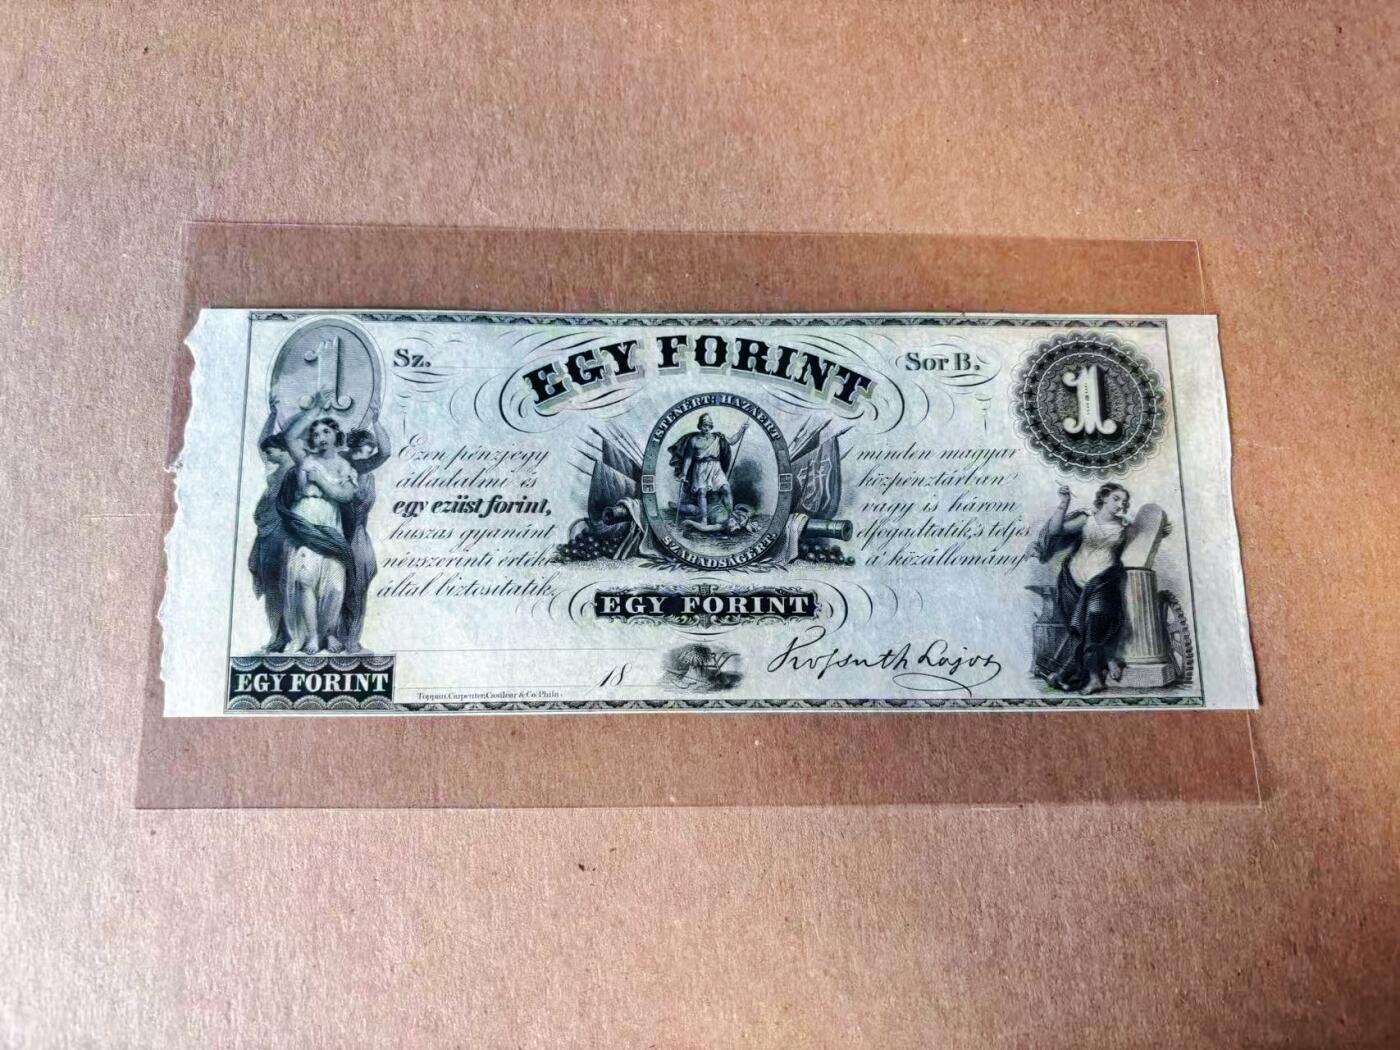 1
Sz.
EGY FORINT
Sor B.
1
ISTENÉRT! HAZÁÉRT
SZABADSÁGÉRT.
Ezen pénzjegy minden magyar
álladalmi és közpénztárban
egy ezüst forint, vagy is három
huszas gyanánt elfogadtatik, 's teljes
névszerinti értéke a' közállomány
által biztosítatik.
EGY FORINT
EGY FORINT
18
Kossuth Lajos
Toppan, Carpenter, Casilear & Co. Phila.